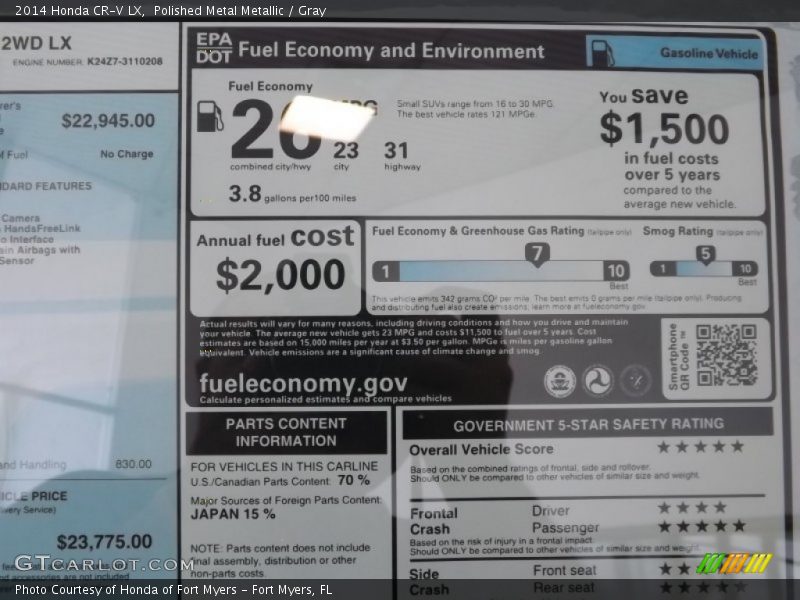 2014 Honda CR-V LX, Polished Metal Metallic / Gray
2WD LX
ENGINE NUMBER K24Z7-3110208
$22,945.00
of Fuel No Charge
FEATURES
Camera
HandsFreeLink
Interface
Airbags with
Sensor
and Handling 830.00
PRICE
$23,775.00
and accessories are not included
EPA
DOT
Fuel Economy and Environment
Gasoline Vehicle
Fuel Economy
26 MPG
combined city/hwy
23
city
31
highway
3.8 gallons per100 miles
Small SUVs range from 16 to 30 MPG.
The best vehicle rates 121 MPGe.
You save
$1,500
in fuel costs
over 5 years
compared to the
average new vehicle.
Annual fuel cost
$2,000
Fuel Economy & Greenhouse Gas Rating (tailpipe only)
1 7 10
Best
Smog Rating (tailpipe only)
1 5 10
Best
This vehicle emits 342 grams CO2 per mile. The best emits 0 grams per mile (tailpipe only). Producing
and distributing fuel also create emissions; learn more at fueleconomy.gov.
Actual results will vary for many reasons, including driving conditions and how you drive and maintain
your vehicle. The average new vehicle gets 23 MPG and costs $11,500 to fuel over 5 years. Cost
estimates are based on 15,000 miles per year at $3.50 per gallon. MPGe is miles per gasoline gallon
equivalent. Vehicle emissions are a significant cause of climate change and smog.
fueleconomy.gov
Calculate personalized estimates and compare vehicles
Smartphone
QR Code™
PARTS CONTENT
INFORMATION
FOR VEHICLES IN THIS CARLINE
U.S./Canadian Parts Content: 70 %
Major Sources of Foreign Parts Content:
JAPAN 15 %
NOTE: Parts content does not include
final assembly, distribution or other
non-parts costs.
GOVERNMENT 5-STAR SAFETY RATING
Overall Vehicle Score ★★★★★
Based on the combined ratings of frontal, side and rollover.
Should ONLY be compared to other vehicles of similar size and weight.
Frontal Driver ★★★★
Crash Passenger ★★★★★
Based on the risk of injury in a frontal impact.
Should ONLY be compared to other vehicles of similar size and weight.
Side Front seat
Crash Rear seat
GTcarlot.com
Photo Courtesy of Honda of Fort Myers - Fort Myers, FL